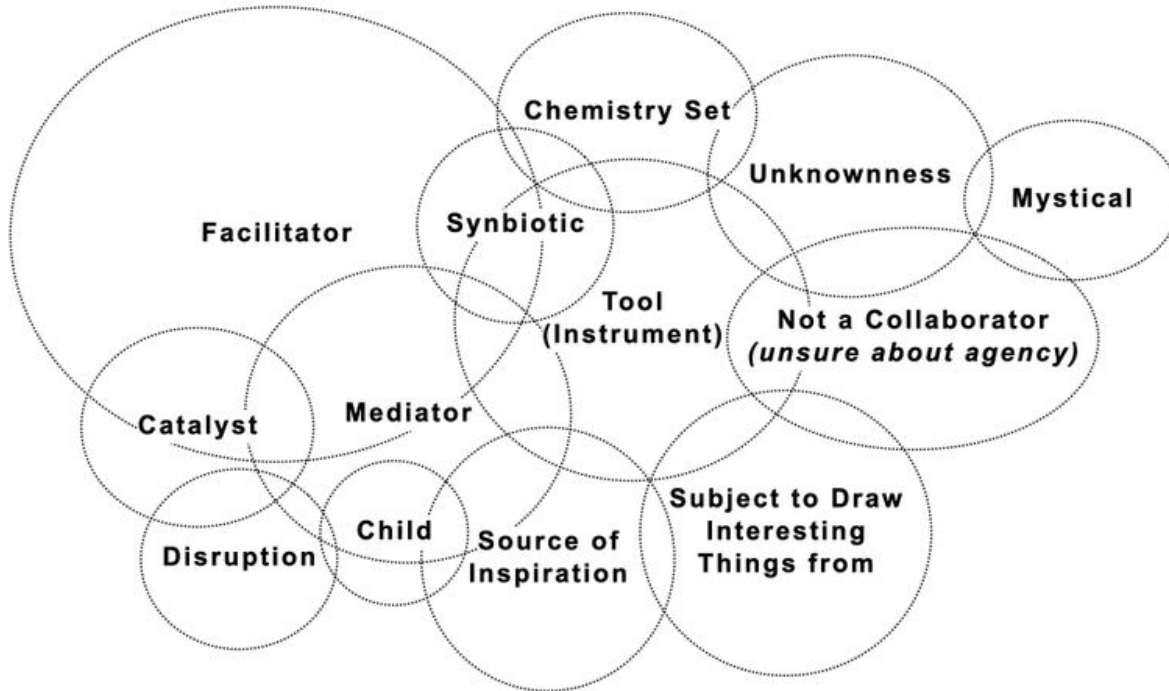 Chemistry Set
Unknownness
Mystical
Facilitator
Synbiotic
Tool
(Instrument)
Not a Collaborator
(unsure about agency)
Catalyst
Mediator
Disruption
Child
Source of
Inspiration
Subject to Draw
Interesting
Things from